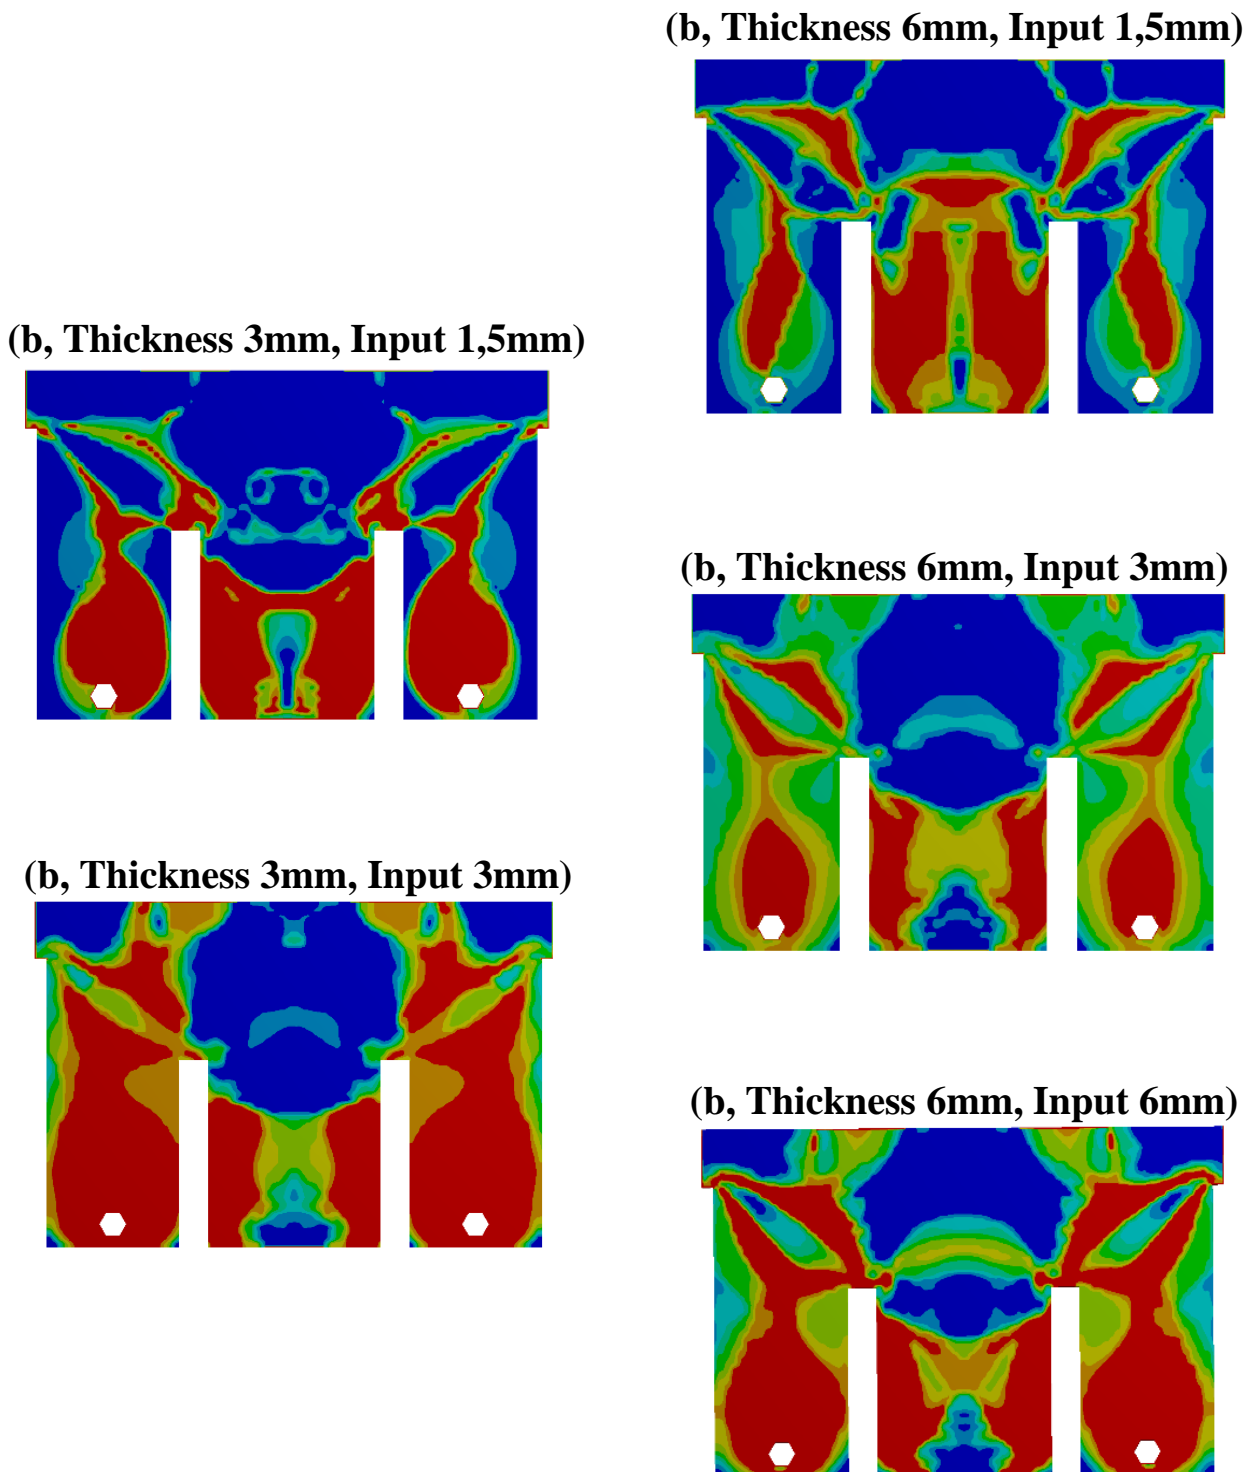 (b, Thickness 6mm, Input 1,5mm)
(b, Thickness 3mm, Input 1,5mm)
(b, Thickness 6mm, Input 3mm)
(b, Thickness 3mm, Input 3mm)
(b, Thickness 6mm, Input 6mm)